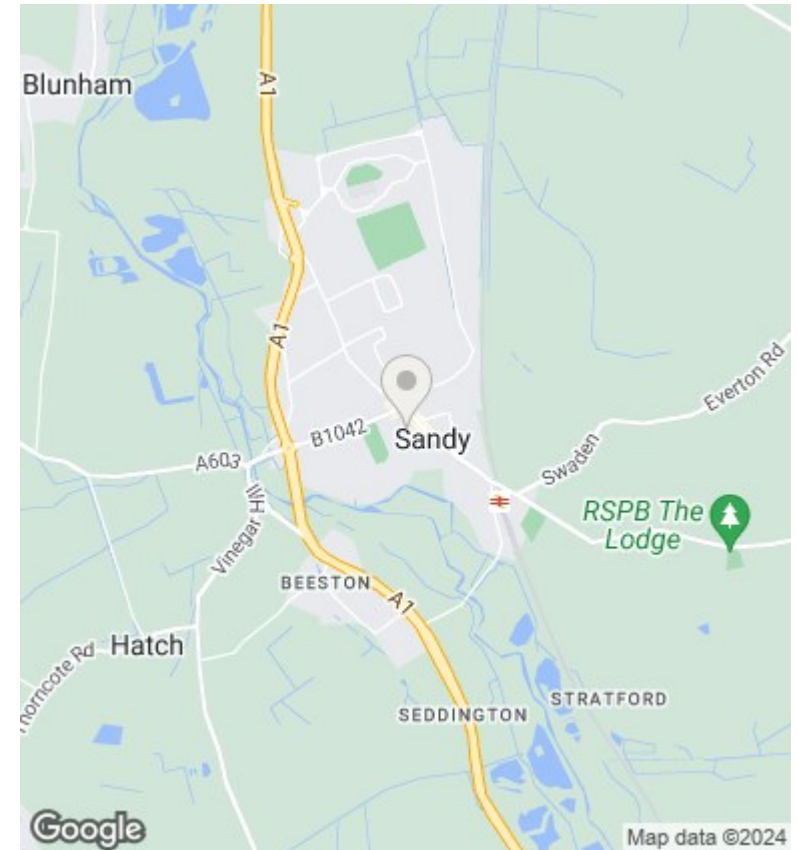 Blunham
A1
A1
Everton Rd
B1042
Sandy
A603
Swaden
Vinegar Hill
RSPB The
Lodge
BEESTON
A1
Hatch
Thorncote Rd
STRATFORD
SEDDINGTON
Google
Map data ©2024